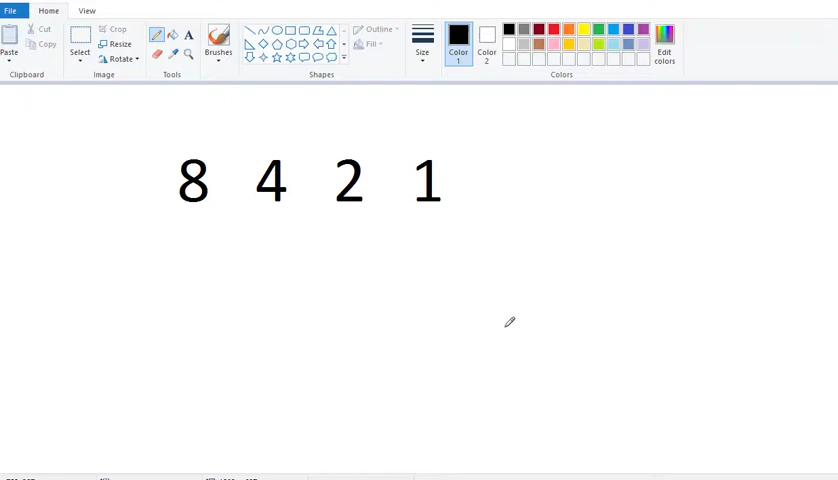 File Home View
Cut Crop Outline
Copy Resize Fill
Paste Select Rotate Brushes Size Color 1 Color 2 Edit colors
Clipboard Image Tools Shapes Colors
8 4 2 1